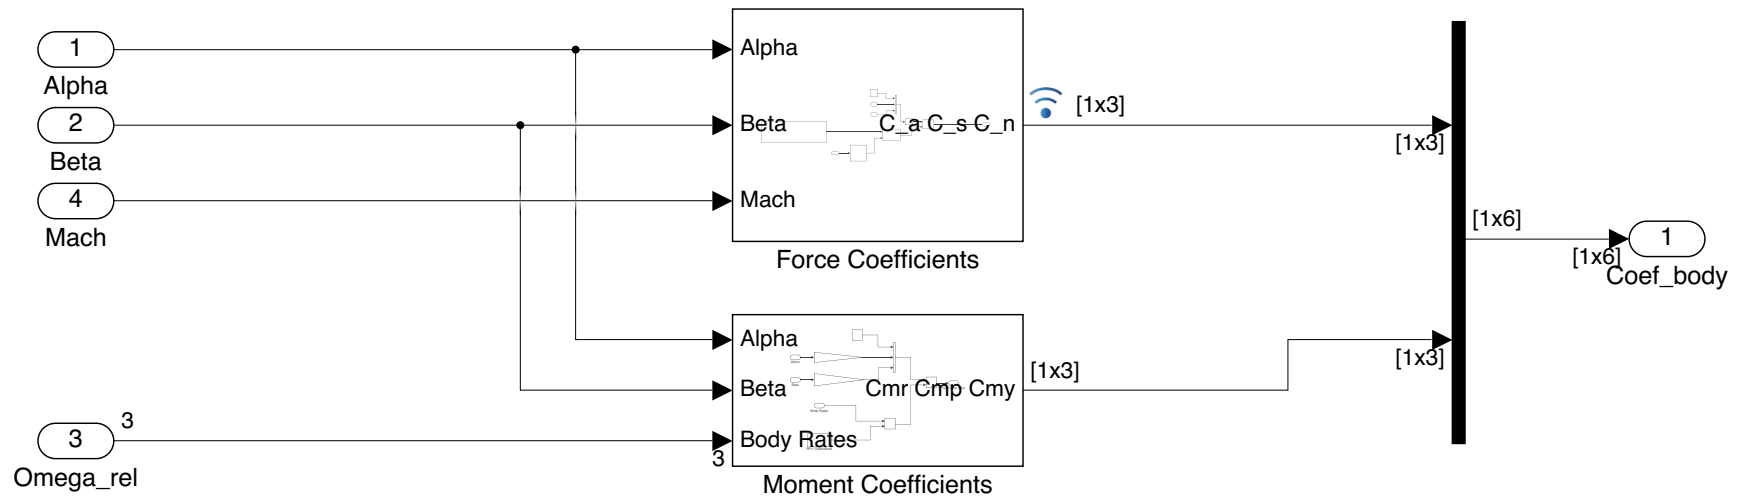 1
Alpha
2
Beta
4
Mach
3
Omega_rel
3
Alpha
Beta
Mach
C_a C_s C_n
Force Coefficients
[1x3]
[1x3]
Alpha
Beta
Body Rates
3
Cmr Cmp Cmy
Moment Coefficients
[1x3]
[1x3]
[1x6]
[1x6]
1
Coef_body